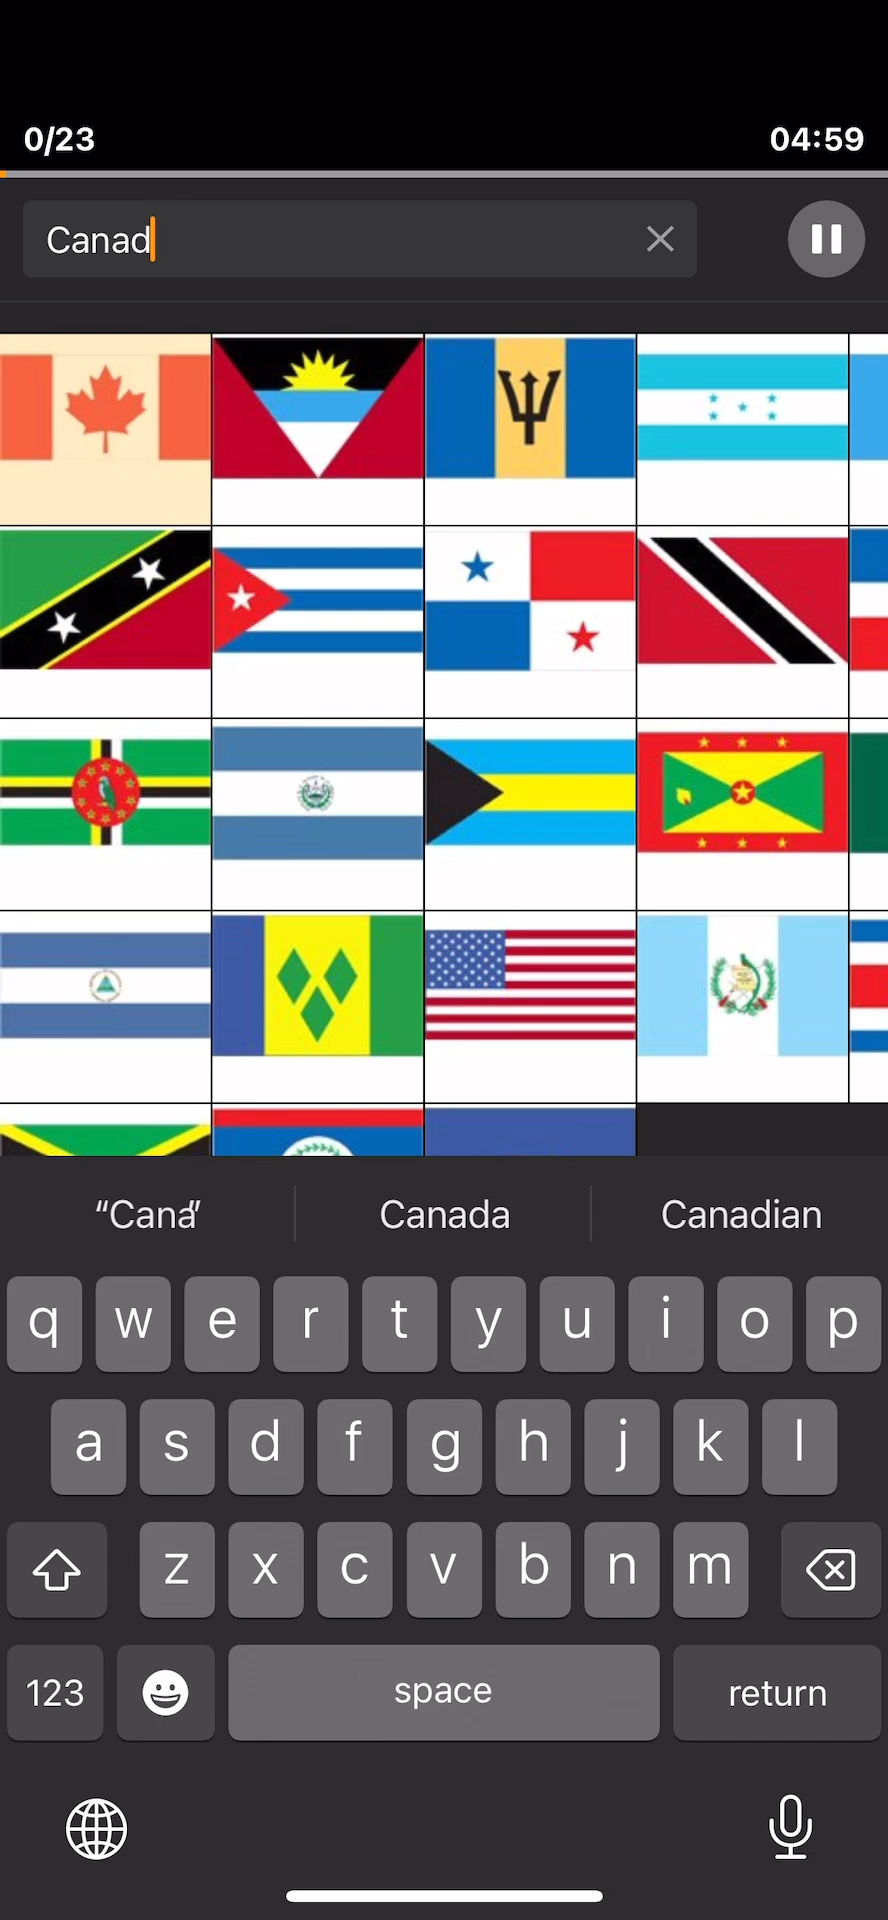 0/23
04:59
Canad
“Cana”
Canada
Canadian
q w e r t y u i o p
a s d f g h j k l
z x c v b n m
123
space
return